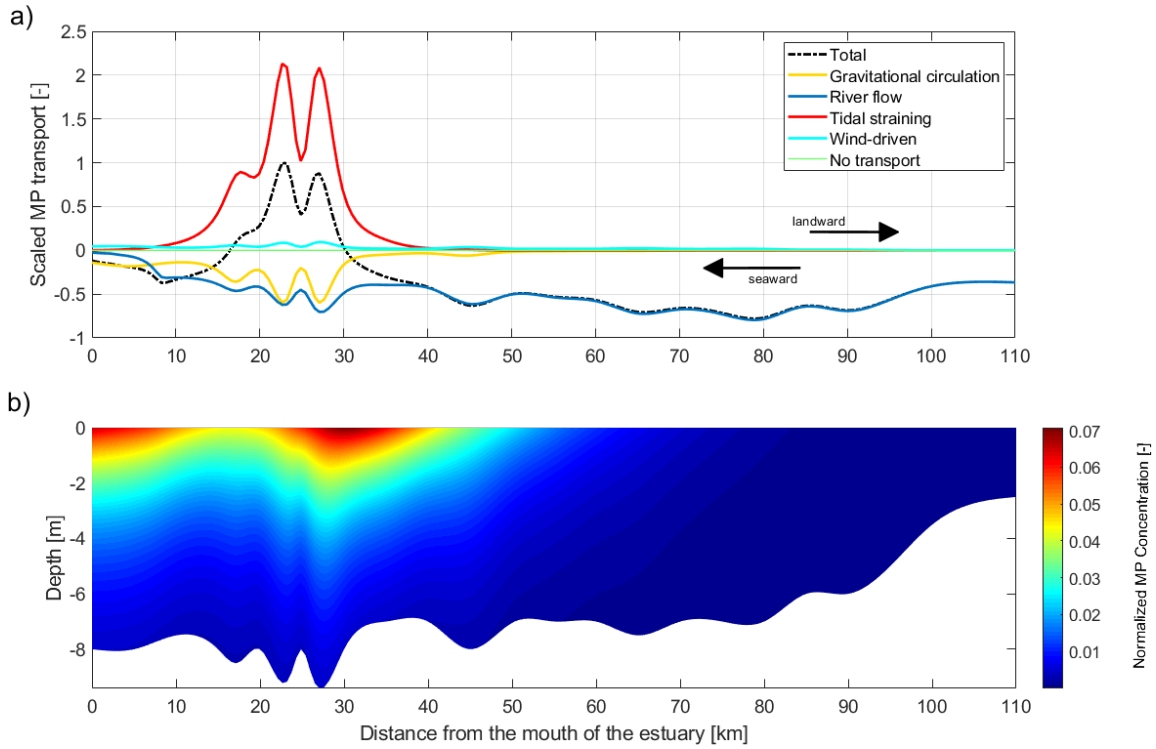 a)
2.5
2
1.5
1
0.5
0
-0.5
-1
Scaled MP transport [-]
Total
Gravitational circulation
River flow
Tidal straining
Wind-driven
No transport
landward
seaward
0 10 20 30 40 50 60 70 80 90 100 110
b)
0
-2
-4
-6
-8
Depth [m]
0 10 20 30 40 50 60 70 80 90 100 110
Distance from the mouth of the estuary [km]
0.07
0.06
0.05
0.04
0.03
0.02
0.01
Normalized MP Concentration [-]